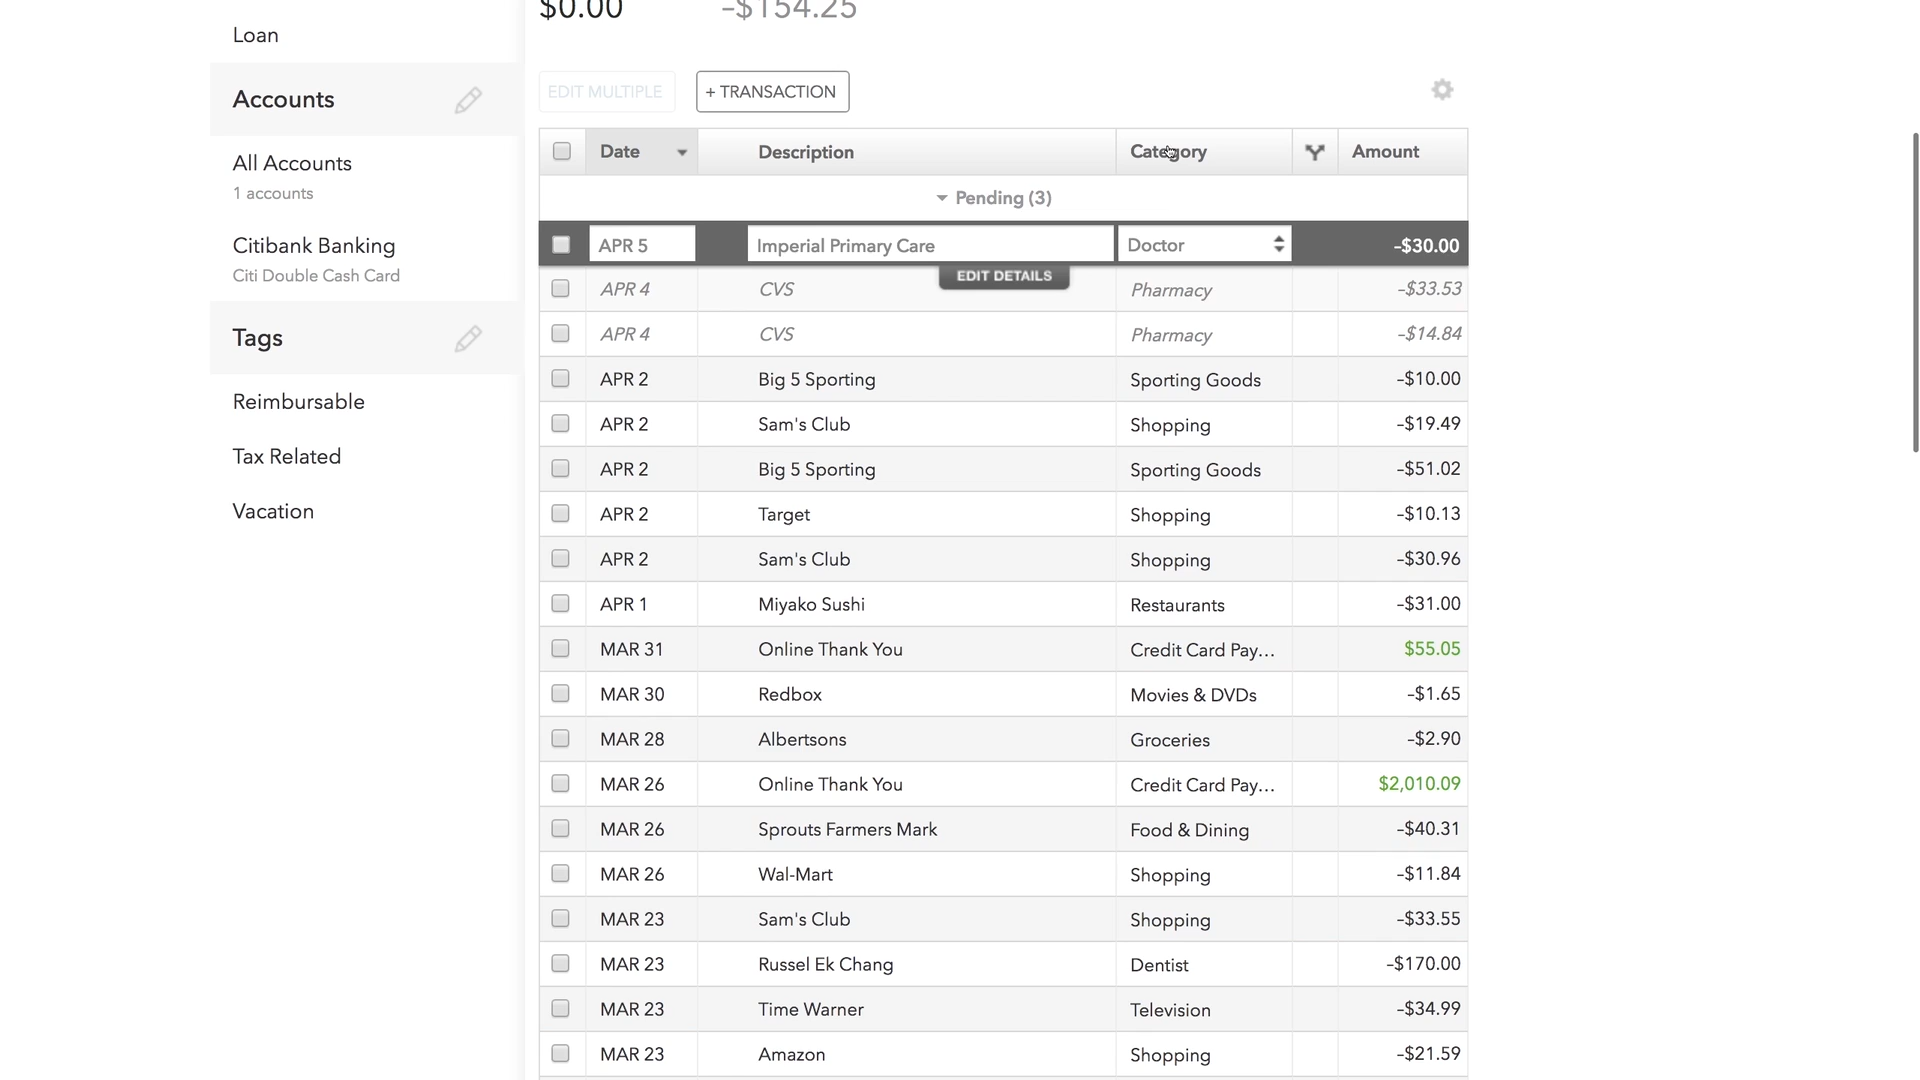 $0.00 -$154.25
Loan
Accounts
All Accounts
1 accounts
Citibank Banking
Citi Double Cash Card
Tags
Reimbursable
Tax Related
Vacation
EDIT MULTIPLE + TRANSACTION
Date Description Category Amount
Pending (3)
APR 5 Imperial Primary Care Doctor -$30.00
EDIT DETAILS
APR 4 CVS Pharmacy -$33.53
APR 4 CVS Pharmacy -$14.84
APR 2 Big 5 Sporting Sporting Goods -$10.00
APR 2 Sam's Club Shopping -$19.49
APR 2 Big 5 Sporting Sporting Goods -$51.02
APR 2 Target Shopping -$10.13
APR 2 Sam's Club Shopping -$30.96
APR 1 Miyako Sushi Restaurants -$31.00
MAR 31 Online Thank You Credit Card Pay... $55.05
MAR 30 Redbox Movies & DVDs -$1.65
MAR 28 Albertsons Groceries -$2.90
MAR 26 Online Thank You Credit Card Pay... $2,010.09
MAR 26 Sprouts Farmers Mark Food & Dining -$40.31
MAR 26 Wal-Mart Shopping -$11.84
MAR 23 Sam's Club Shopping -$33.55
MAR 23 Russel Ek Chang Dentist -$170.00
MAR 23 Time Warner Television -$34.99
MAR 23 Amazon Shopping -$21.59